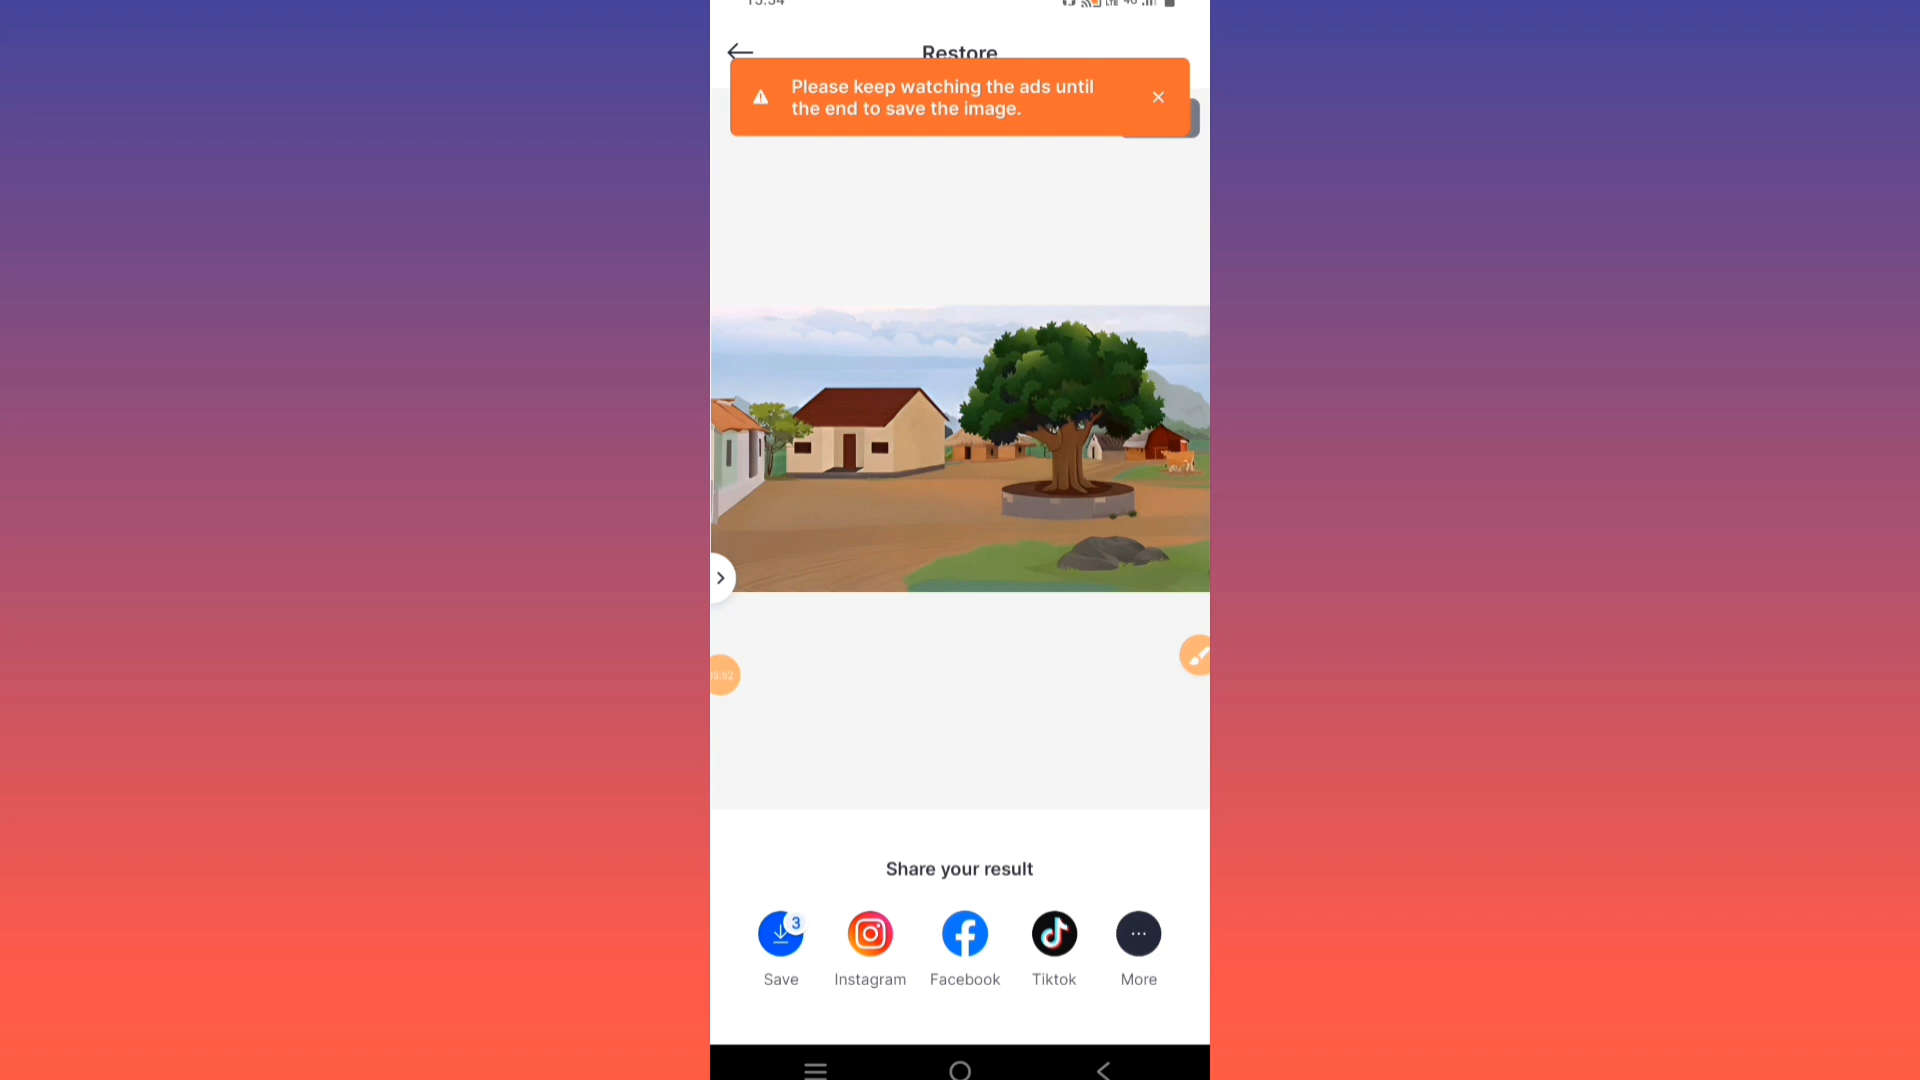 Restore
Please keep watching the ads until
the end to save the image.
Share your result
3
Save
Instagram
Facebook
Tiktok
More